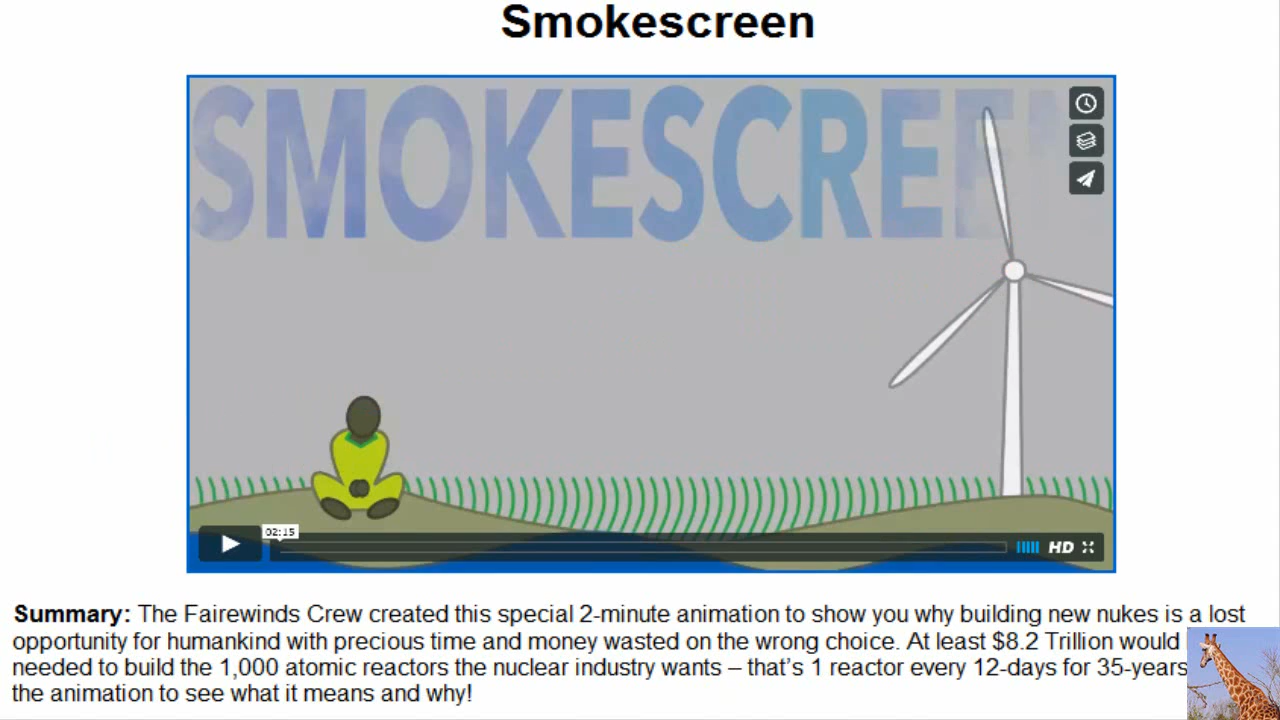 Smokescreen
SMOKESCREEN
02:15
HD
Summary: The Fairewinds Crew created this special 2-minute animation to show you why building new nukes is a lost
opportunity for humankind with precious time and money wasted on the wrong choice. At least $8.2 Trillion would
needed to build the 1,000 atomic reactors the nuclear industry wants – that’s 1 reactor every 12-days for 35-years
the animation to see what it means and why!